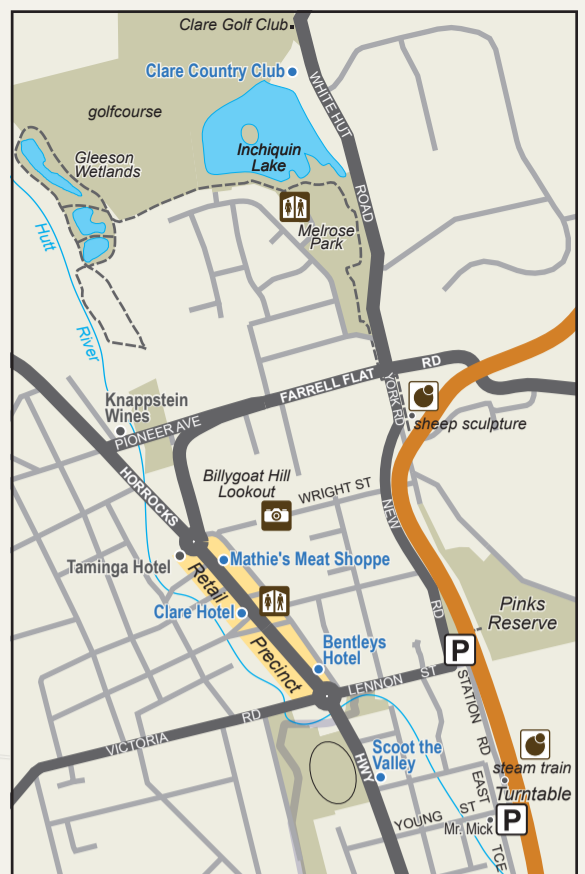 Clare Golf Club
Clare Country Club
WHITE HUT
ROAD
golfcourse
Gleeson
Wetlands
Inchiquin
Lake
Melrose
Park
Hutt
River
Knappstein
Wines
PIONEER AVE
FARRELL FLAT
RD
YORK RD
sheep sculpture
HORROCKS
Billygoat Hill
Lookout
WRIGHT ST
NEW
RD
Taminga Hotel
Mathie's Meat Shoppe
Retail
Precinct
Clare Hotel
Pinks
Reserve
Bentleys
Hotel
P
LENNON ST
STATION RD
VICTORIA RD
HWY
Scoot the
Valley
steam train
Turntable
EAST
TCE
YOUNG ST
Mr. Mick
P